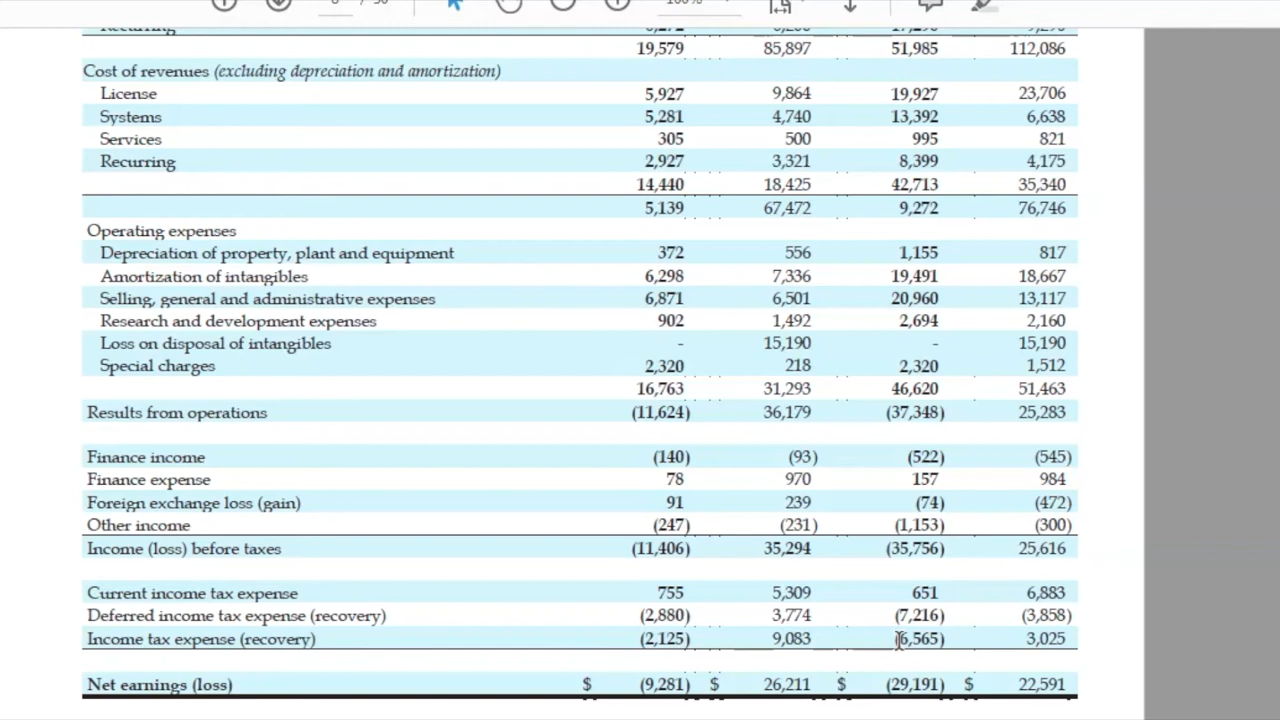 100%
Recurring
19,579 85,897 51,985 112,086
Cost of revenues (excluding depreciation and amortization)
License 5,927 9,864 19,927 23,706
Systems 5,281 4,740 13,392 6,638
Services 305 500 995 821
Recurring 2,927 3,321 8,399 4,175
14,440 18,425 42,713 35,340
5,139 67,472 9,272 76,746
Operating expenses
Depreciation of property, plant and equipment 372 556 1,155 817
Amortization of intangibles 6,298 7,336 19,491 18,667
Selling, general and administrative expenses 6,871 6,501 20,960 13,117
Research and development expenses 902 1,492 2,694 2,160
Loss on disposal of intangibles - 15,190 - 15,190
Special charges 2,320 218 2,320 1,512
16,763 31,293 46,620 51,463
Results from operations (11,624) 36,179 (37,348) 25,283
Finance income (140) (93) (522) (545)
Finance expense 78 970 157 984
Foreign exchange loss (gain) 91 239 (74) (472)
Other income (247) (231) (1,153) (300)
Income (loss) before taxes (11,406) 35,294 (35,756) 25,616
Current income tax expense 755 5,309 651 6,883
Deferred income tax expense (recovery) (2,880) 3,774 (7,216) (3,858)
Income tax expense (recovery) (2,125) 9,083 (6,565) 3,025
Net earnings (loss) $ (9,281) $ 26,211 $ (29,191) $ 22,591